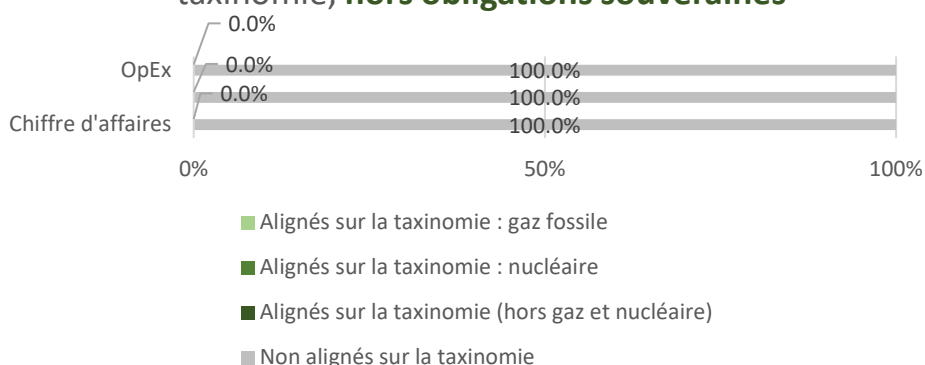 taxinomie, hors obligations souveraines
0.0%
OpEx
0.0%
100.0%
0.0%
100.0%
Chiffre d'affaires
100.0%
0%
50%
100%
Alignés sur la taxinomie : gaz fossile
Alignés sur la taxinomie : nucléaire
Alignés sur la taxinomie (hors gaz et nucléaire)
Non alignés sur la taxinomie